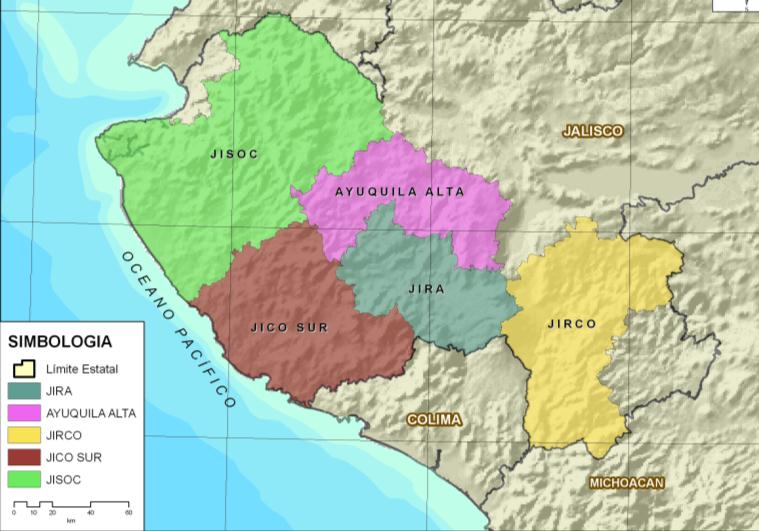 JALISCO
JISOC
AYUQUILA ALTA
JIRA
JICO SUR
JIRCO
OCEANO PACÍFICO
COLIMA
MICHOACAN
SIMBOLOGIA
Límite Estatal
JIRA
AYUQUILA ALTA
JIRCO
JICO SUR
JISOC
0 10 20 40 60
km